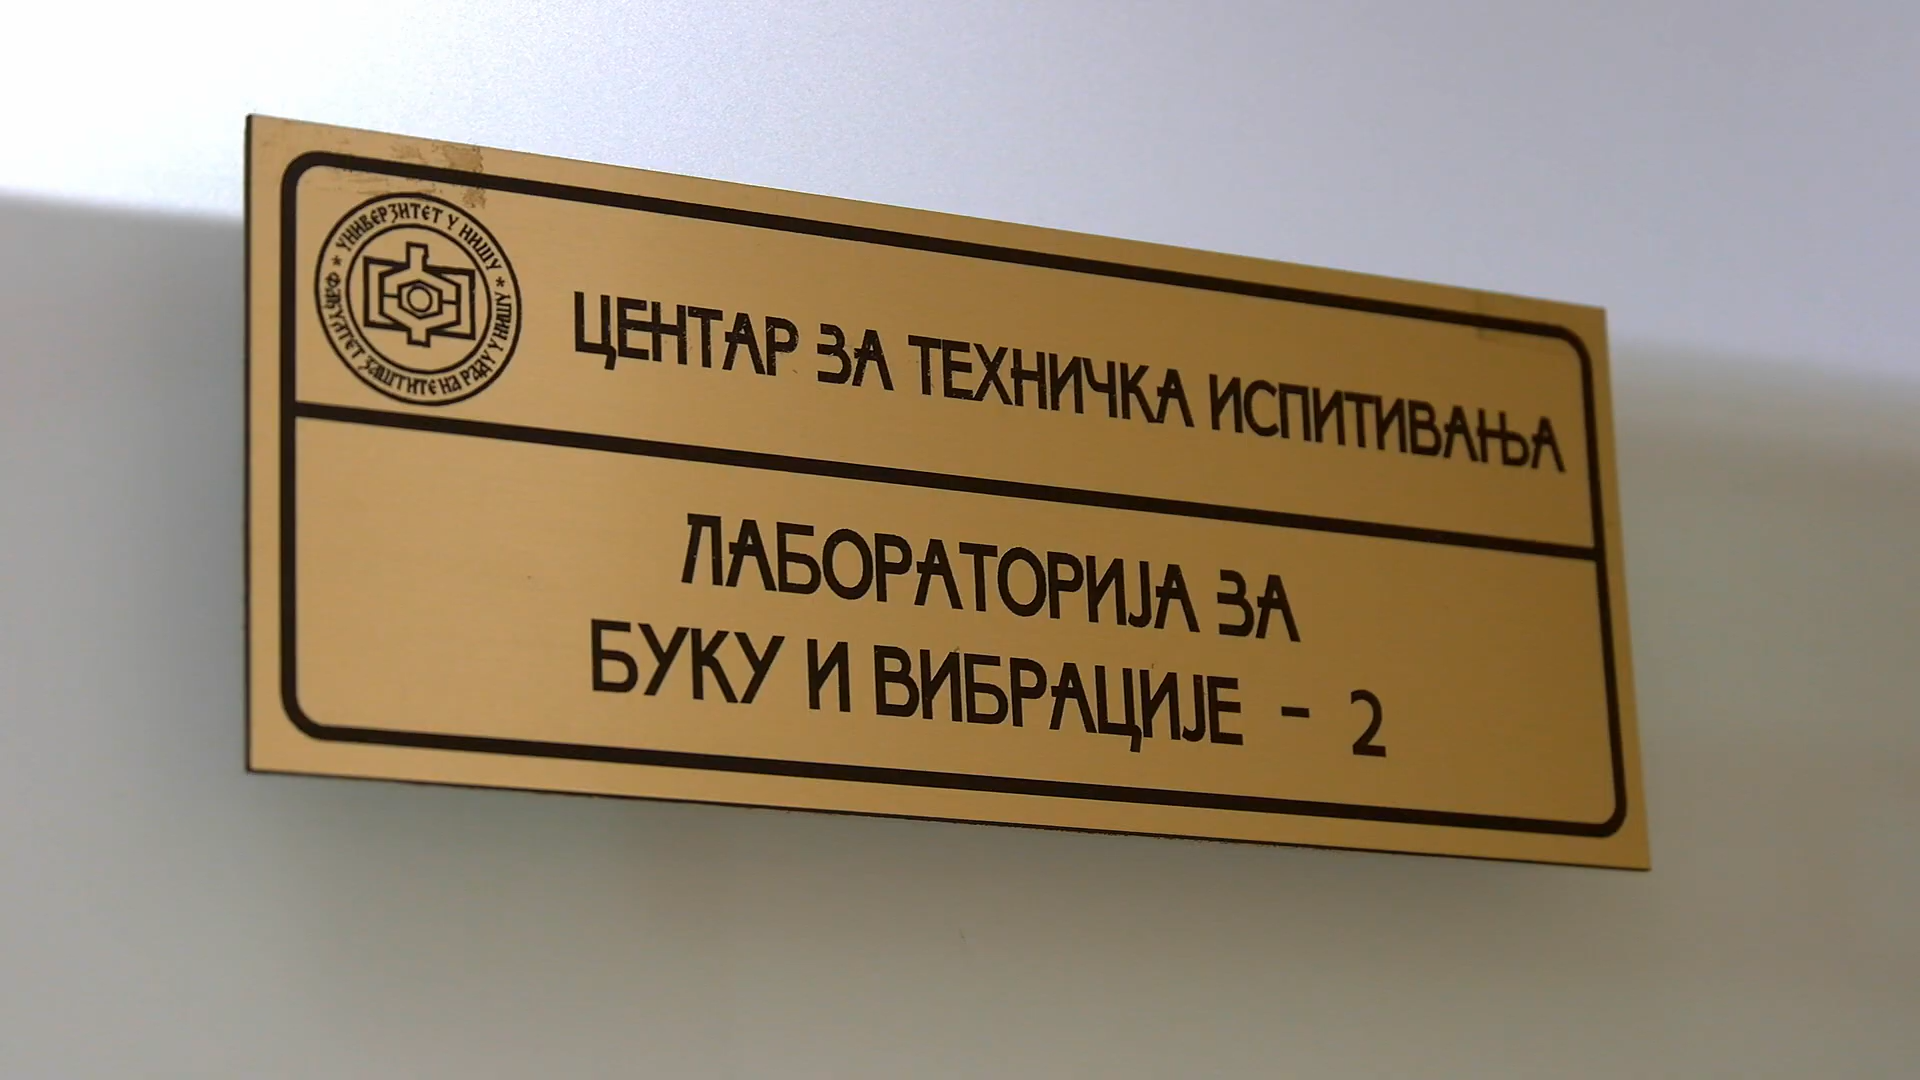 УНИВЕРЗИТЕТ У НИШУ
ФАКУЛТЕТ ЗАШТИТЕ НА РАДУ У НИШУ
ЦЕНТАР ЗА ТЕХНИЧКА ИСПИТИВАЊА
ЛАБОРАТОРИЈА ЗА
БУКУ И ВИБРАЦИЈЕ - 2